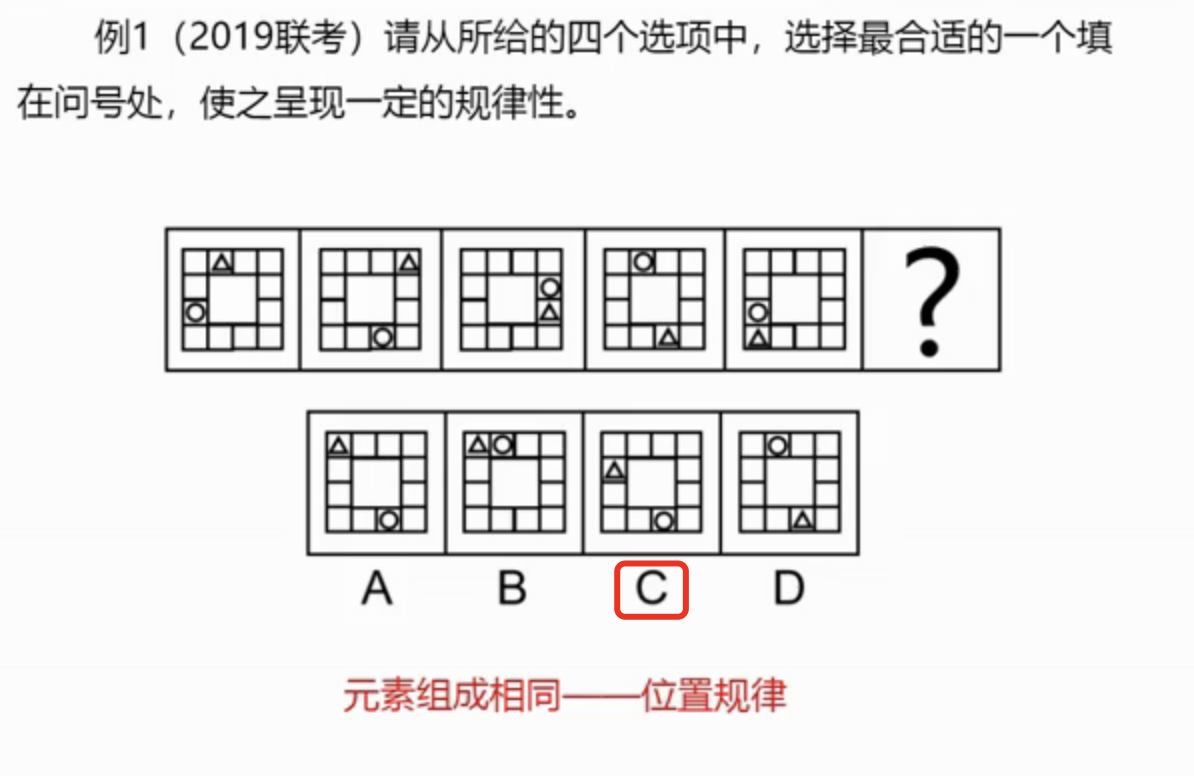 例1（2019联考）请从所给的四个选项中，选择最合适的一个填
在问号处，使之呈现一定的规律性。
?
A B C D
元素组成相同——位置规律